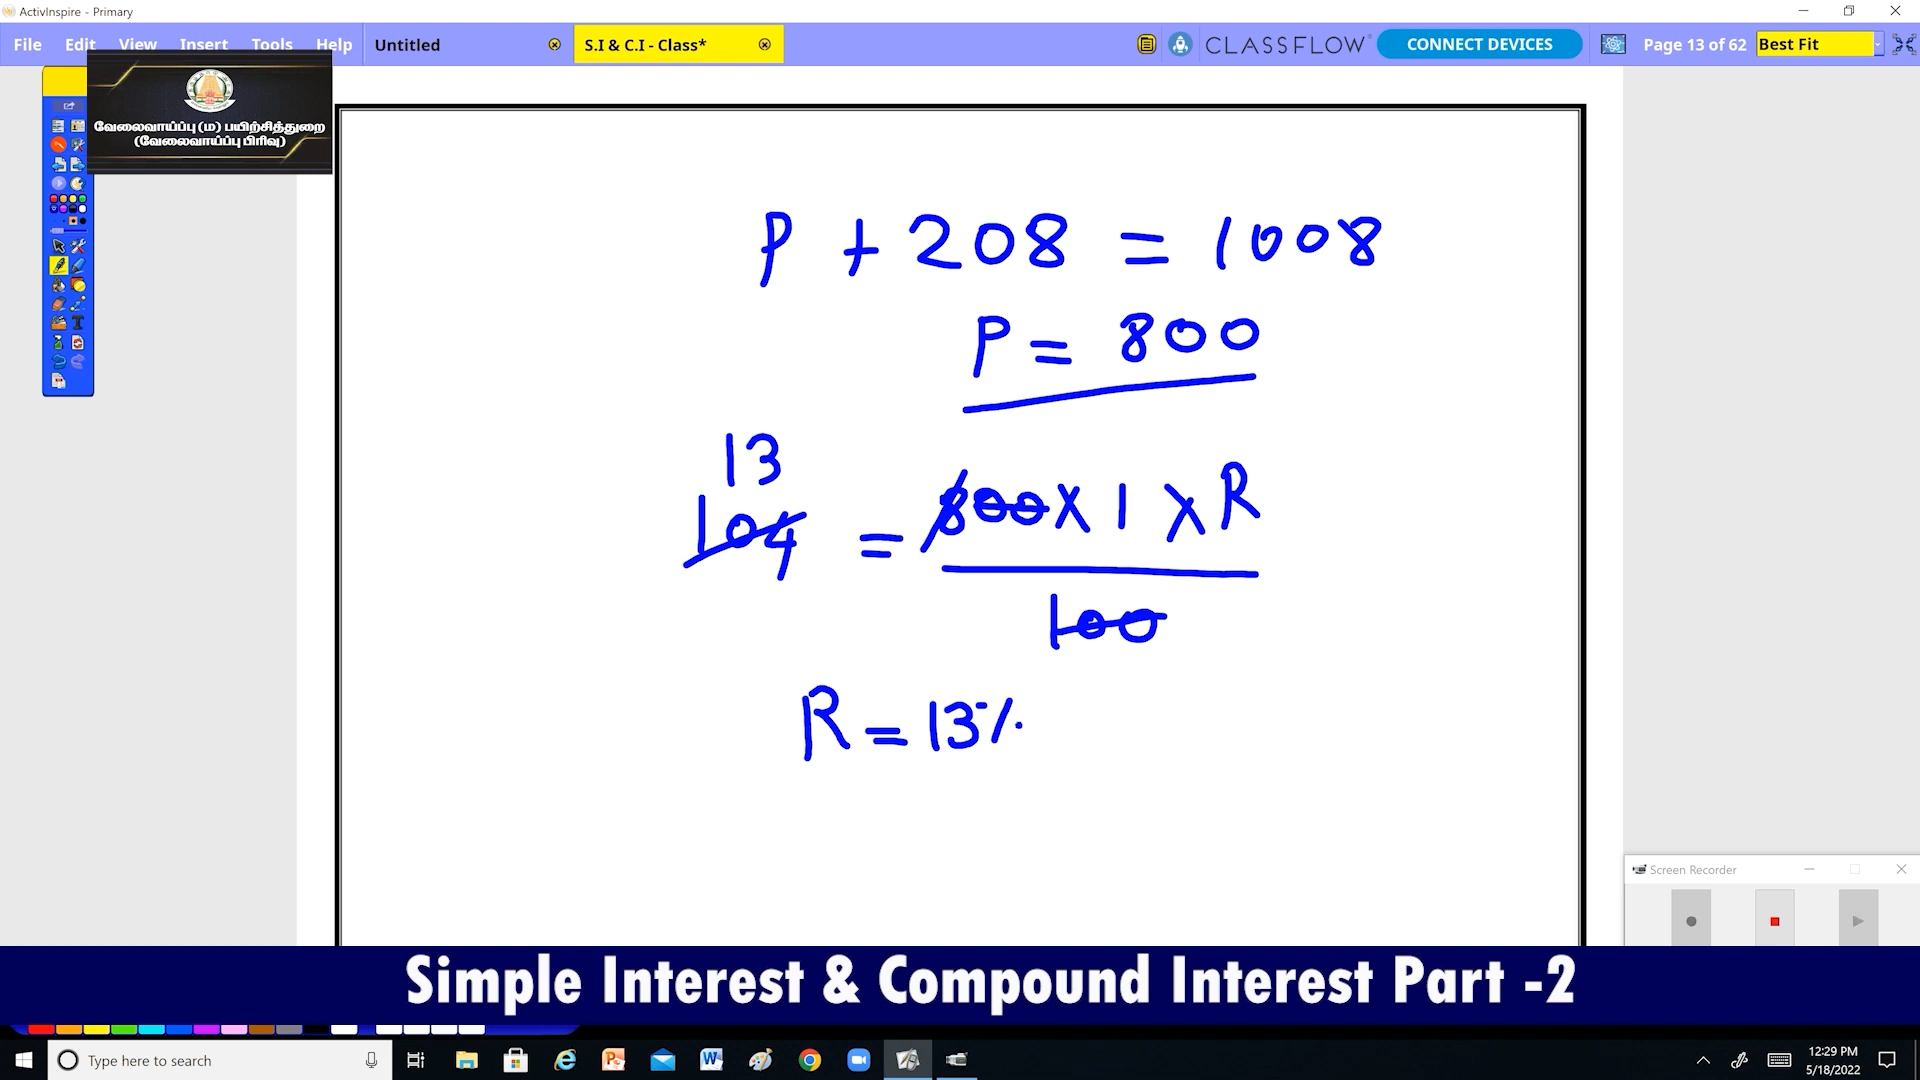 ActivInspire - Primary
File Edit View Insert Tools Help Untitled S.I & C.I - Class* CLASSFLOW CONNECT DEVICES Page 13 of 62 Best Fit
வேலைவாய்ப்பு (ம) பயிற்சித்துறை
(வேலைவாய்ப்பு பிரிவு)
P + 208 = 1008
P = 800
13
104 = 800 X 1 X R
100
R = 13%
Screen Recorder
Simple Interest & Compound Interest Part -2
Type here to search
12:29 PM
5/18/2022